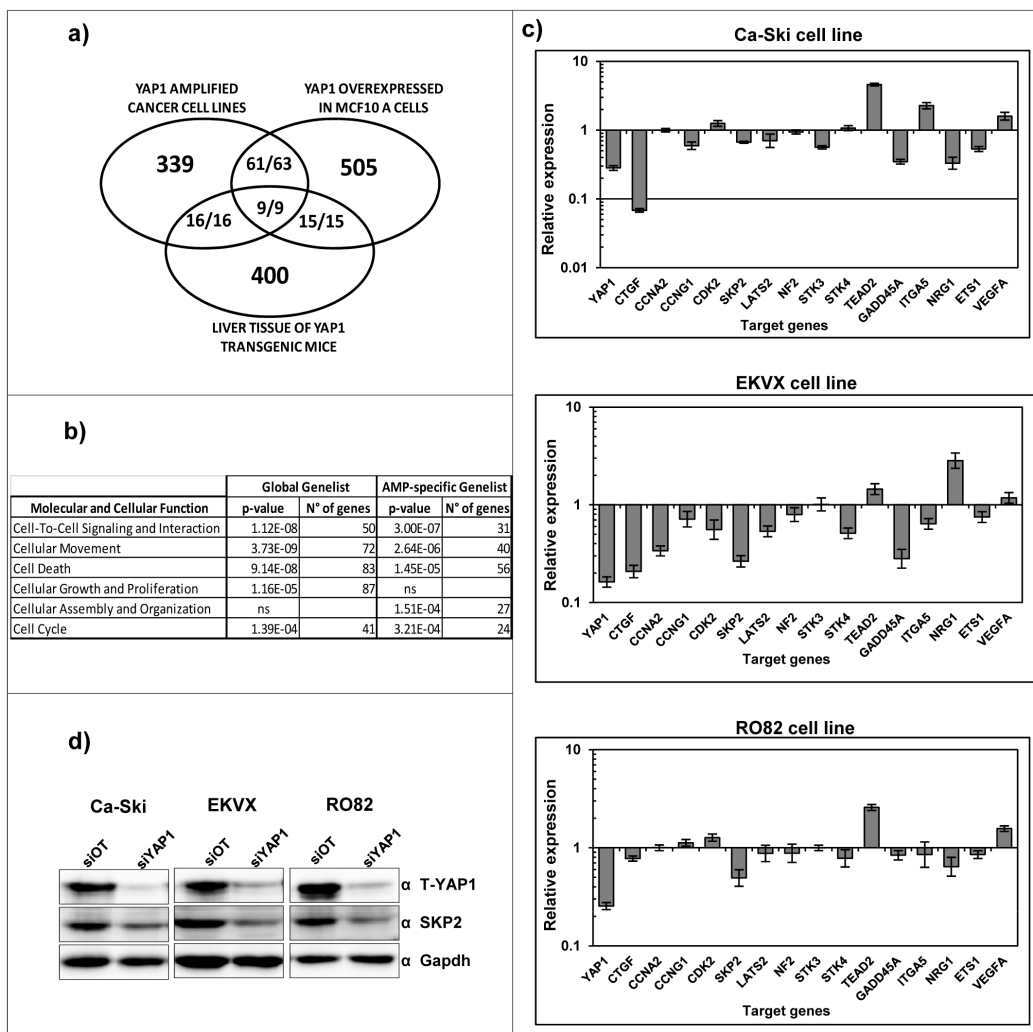 a)
YAP1 AMPLIFIED
CANCER CELL LINES
YAP1 OVEREXPRESSED
IN MCF10 A CELLS
339
61/63
505
16/16
9/9
15/15
400
LIVER TISSUE OF YAP1
TRANSGENIC MICE
b)
Global Genelist AMP-specific Genelist
Molecular and Cellular Function p-value N° of genes p-value N° of genes
Cell-To-Cell Signaling and Interaction 1.12E-08 50 3.00E-07 31
Cellular Movement 3.73E-09 72 2.64E-06 40
Cell Death 9.14E-08 83 1.45E-05 56
Cellular Growth and Proliferation 1.16E-05 87 ns
Cellular Assembly and Organization ns 1.51E-04 27
Cell Cycle 1.39E-04 41 3.21E-04 24
d)
Ca-Ski EKVX RO82
siOT siYAP1 siOT siYAP1 siOT siYAP1
α T-YAP1
α SKP2
α Gapdh
c)
Ca-Ski cell line
Relative expression
10
1
0.1
0.01
YAP1 CTGF CCNA2 CCNG1 CDK2 SKP2 LATS2 NF2 STK3 STK4 TEAD2 GADD45A ITGA5 NRG1 ETS1 VEGFA
Target genes
EKVX cell line
Relative expression
10
1
0.1
YAP1 CTGF CCNA2 CCNG1 CDK2 SKP2 LATS2 NF2 STK3 STK4 TEAD2 GADD45A ITGA5 NRG1 ETS1 VEGFA
Target genes
RO82 cell line
Relative expression
10
1
0.1
YAP1 CTGF CCNA2 CCNG1 CDK2 SKP2 LATS2 NF2 STK3 STK4 TEAD2 GADD45A ITGA5 NRG1 ETS1 VEGFA
Target genes